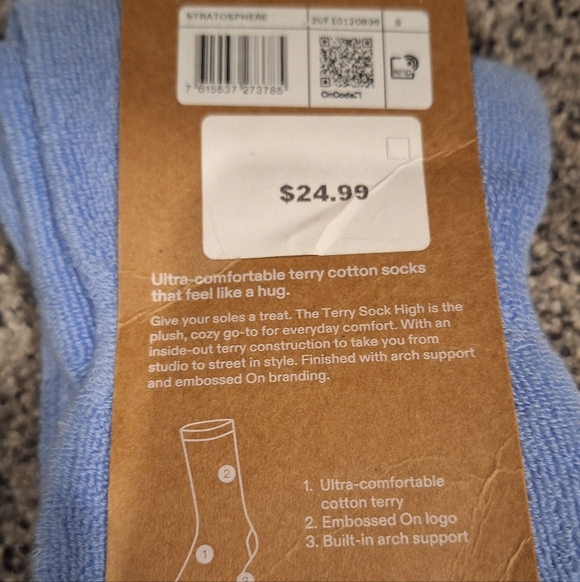 STRATOSPHERE
2UF10120898 S
7 615537 273785
OnCode
RFID
$24.99
Ultra-comfortable terry cotton socks
that feel like a hug.
Give your soles a treat. The Terry Sock High is the
plush, cozy go-to for everyday comfort. With an
inside-out terry construction to take you from
studio to street in style. Finished with arch support
and embossed On branding.
2
1
3
1. Ultra-comfortable
cotton terry
2. Embossed On logo
3. Built-in arch support